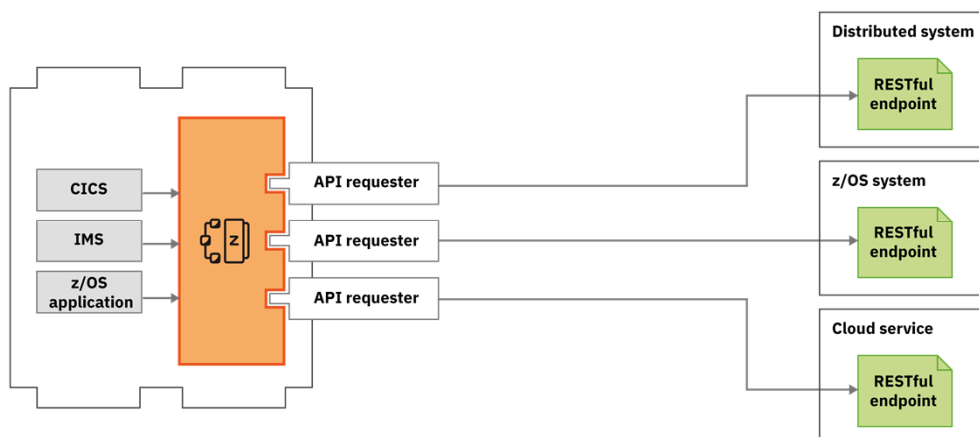 Distributed system
RESTful
endpoint
CICS
API requester
z/OS system
IMS
API requester
RESTful
endpoint
z/OS
application
API requester
Cloud service
RESTful
endpoint
Z